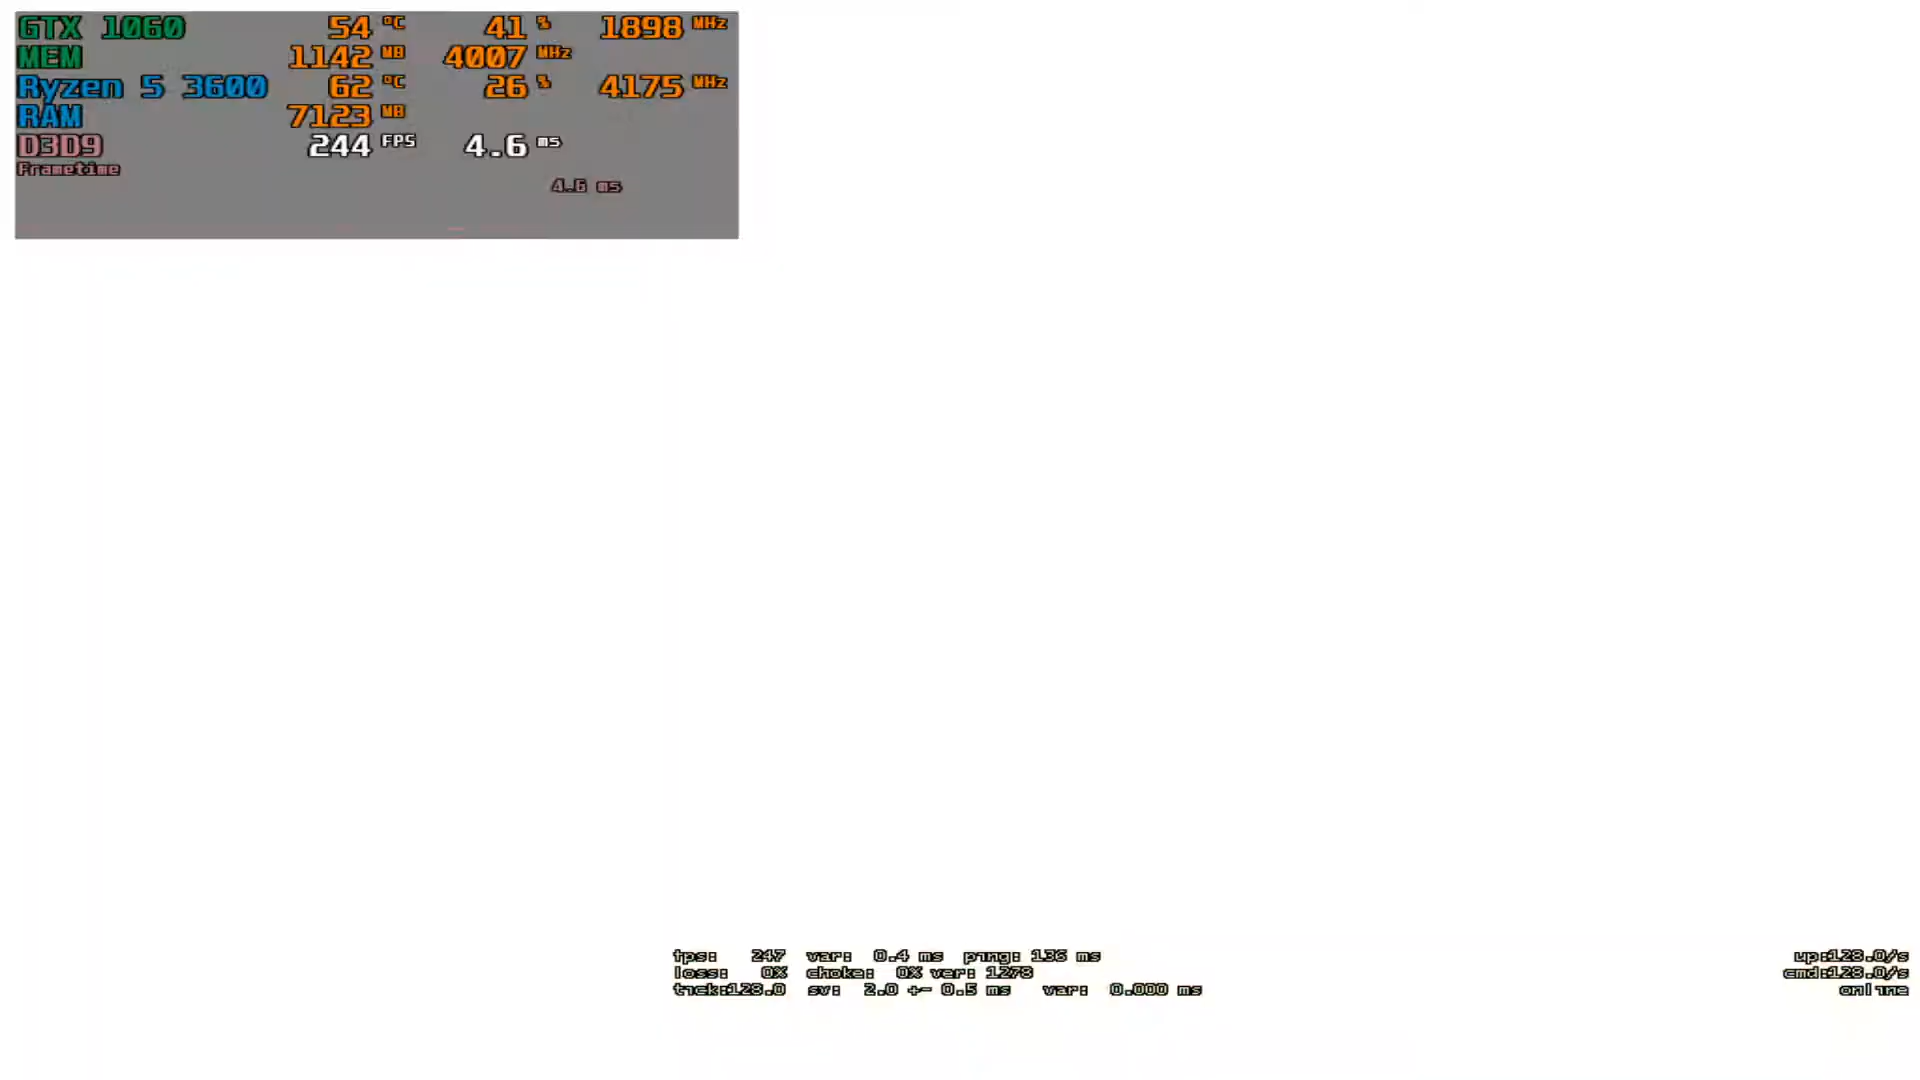 GTX 1060 54 °C 41 % 1898 MHz
MEM 1142 MB 4007 MHz
Ryzen 5 3600 62 °C 26 % 4175 MHz
RAM 7123 MB
D3D9 244 FPS 4.6 ms
Frametime
4.6 ms
fps: 247 var: 0.4 ms ping: 136 ms
up:128.0/s
loss: 0% choke: 0% ver: 1278
cmd:128.0/s
tick:128.0 sv: 2.0 +- 0.5 ms var: 0.000 ms
online